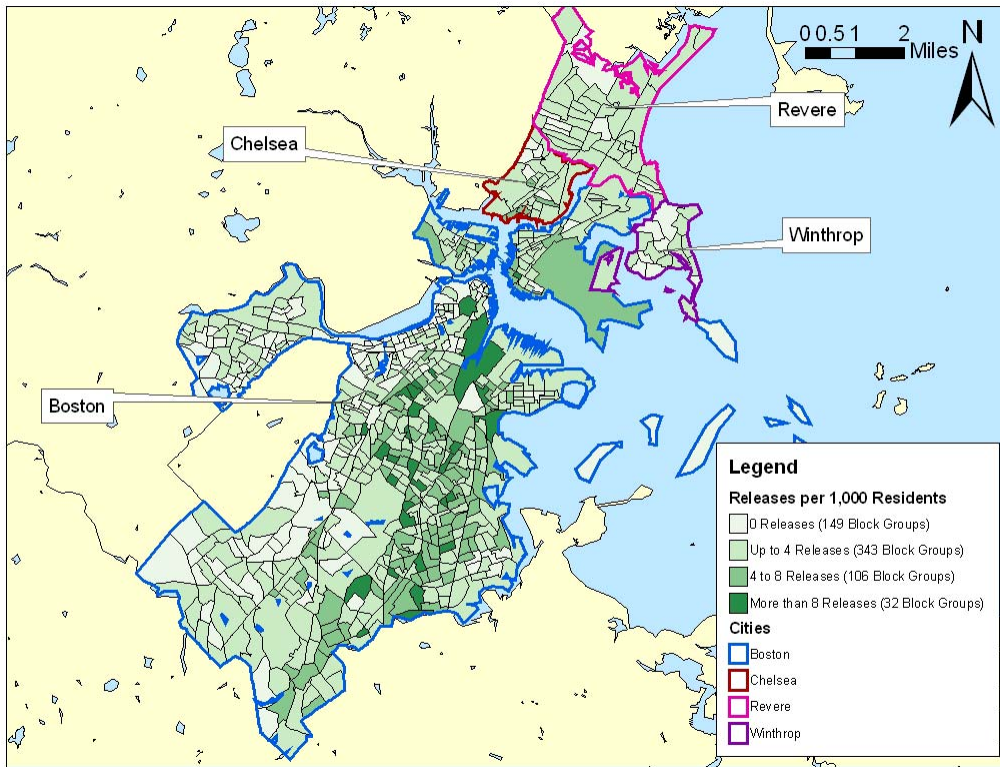 0 0.5 1 2
Miles
N
Revere
Chelsea
Winthrop
Boston
Legend
Releases per 1,000 Residents
0 Releases (149 Block Groups)
Up to 4 Releases (343 Block Groups)
4 to 8 Releases (106 Block Groups)
More than 8 Releases (32 Block Groups)
Cities
Boston
Chelsea
Revere
Winthrop